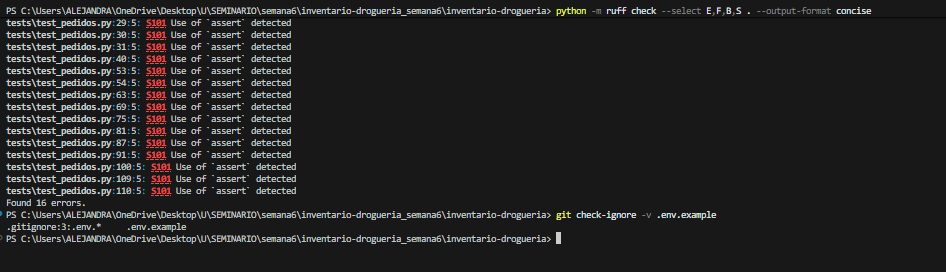 PS C:\Users\ALEJANDRA\OneDrive\Desktop\U\SEMINARIO\semana6\inventario-drogueria_semana6\inventario-drogueria> python -m ruff check --select E,F,B,S . --output-format concise
tests\test_pedidos.py:29:5: S101 Use of `assert` detected
tests\test_pedidos.py:30:5: S101 Use of `assert` detected
tests\test_pedidos.py:31:5: S101 Use of `assert` detected
tests\test_pedidos.py:40:5: S101 Use of `assert` detected
tests\test_pedidos.py:53:5: S101 Use of `assert` detected
tests\test_pedidos.py:54:5: S101 Use of `assert` detected
tests\test_pedidos.py:63:5: S101 Use of `assert` detected
tests\test_pedidos.py:69:5: S101 Use of `assert` detected
tests\test_pedidos.py:75:5: S101 Use of `assert` detected
tests\test_pedidos.py:81:5: S101 Use of `assert` detected
tests\test_pedidos.py:87:5: S101 Use of `assert` detected
tests\test_pedidos.py:91:5: S101 Use of `assert` detected
tests\test_pedidos.py:100:5: S101 Use of `assert` detected
tests\test_pedidos.py:109:5: S101 Use of `assert` detected
tests\test_pedidos.py:110:5: S101 Use of `assert` detected
Found 16 errors.
PS C:\Users\ALEJANDRA\OneDrive\Desktop\U\SEMINARIO\semana6\inventario-drogueria_semana6\inventario-drogueria> git check-ignore -v .env.example
.gitignore:3:.env.* .env.example
PS C:\Users\ALEJANDRA\OneDrive\Desktop\U\SEMINARIO\semana6\inventario-drogueria_semana6\inventario-drogueria>